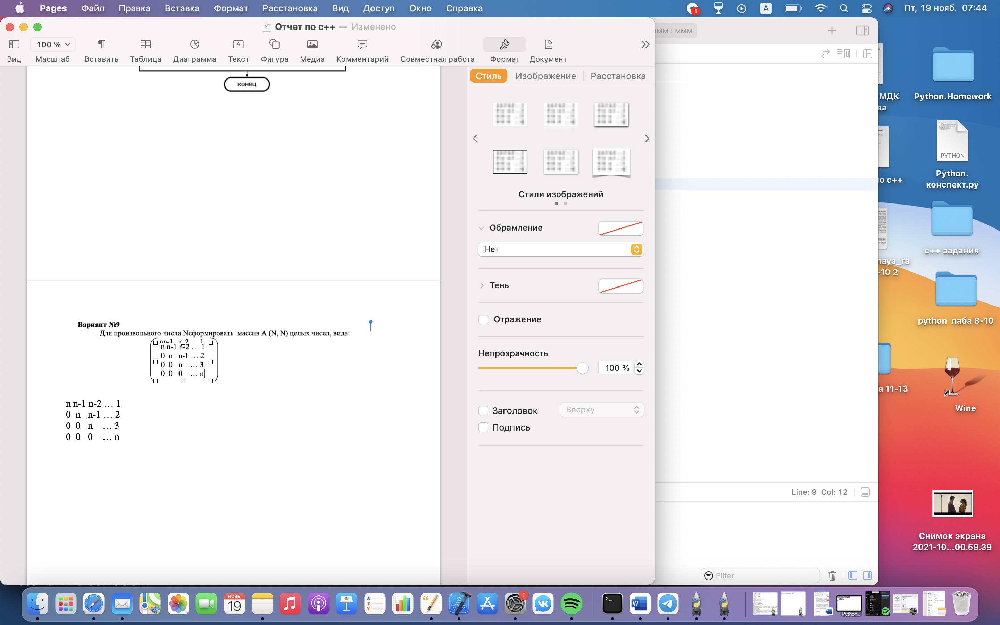 Pages Файл Правка Вставка Формат Расстановка Вид Доступ Окно Справка
1 A Пт, 19 нояб. 07:44
Отчет по с++ — Изменено
ммм : ммм
100 %
Вид Масштаб Вставить Таблица Диаграмма Текст Фигура Медиа Комментарий Совместная работа Формат Документ
конец
Вариант №9
Для произвольного числа Nсформировать массив A (N, N) целых чисел, вида:
n n-1 n-2 … 1
0 n n-1 … 2
0 0 n … 3
0 0 0 … n
n n-1 n-2 … 1
0 n n-1 … 2
0 0 n … 3
0 0 0 … n
Стиль Изображение Расстановка
Стили изображений
Обрамление
Нет
Тень
Отражение
Непрозрачность
100 %
Заголовок Вверху
Подпись
Line: 9 Col: 12
Filter
МДК
ва
о с++
naya_ra
-10 2
а 11-13
Python.Homework
PYTHON
Python.
конспект.py
с++ задания
python лаба 8-10
Wine
Снимок экрана
2021-10...00.59.39
НОЯБ.
19
280
1
W
Python...